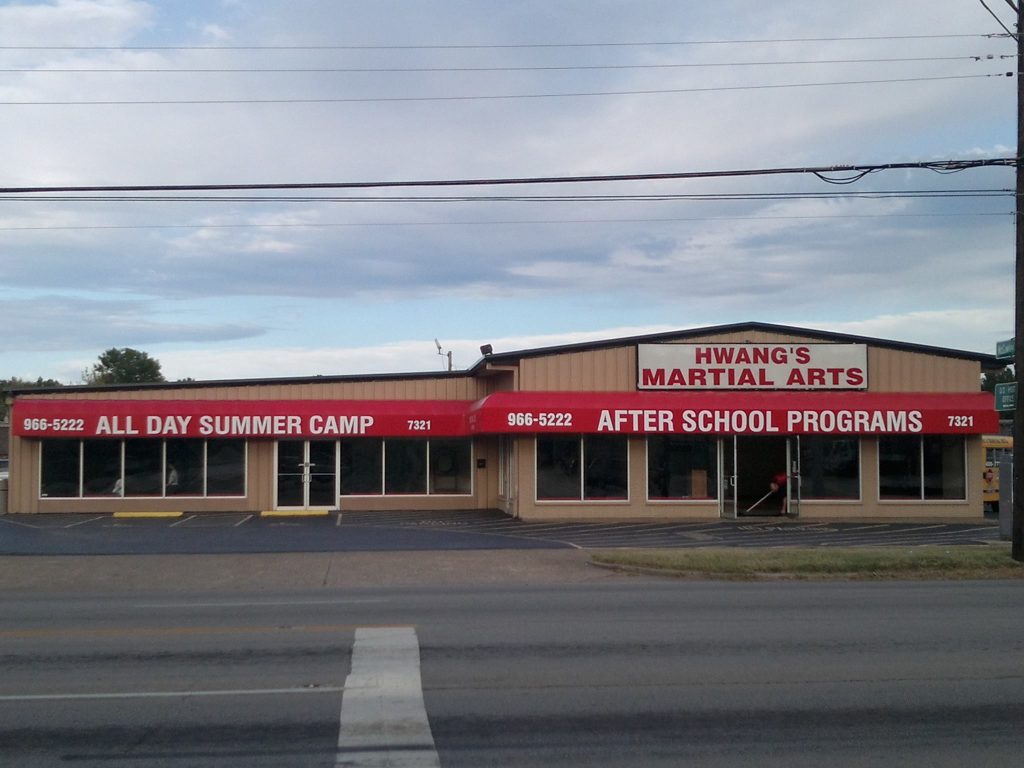 HWANG'S
MARTIAL ARTS
966-5222 ALL DAY SUMMER CAMP 7321
966-5222 AFTER SCHOOL PROGRAMS 7321